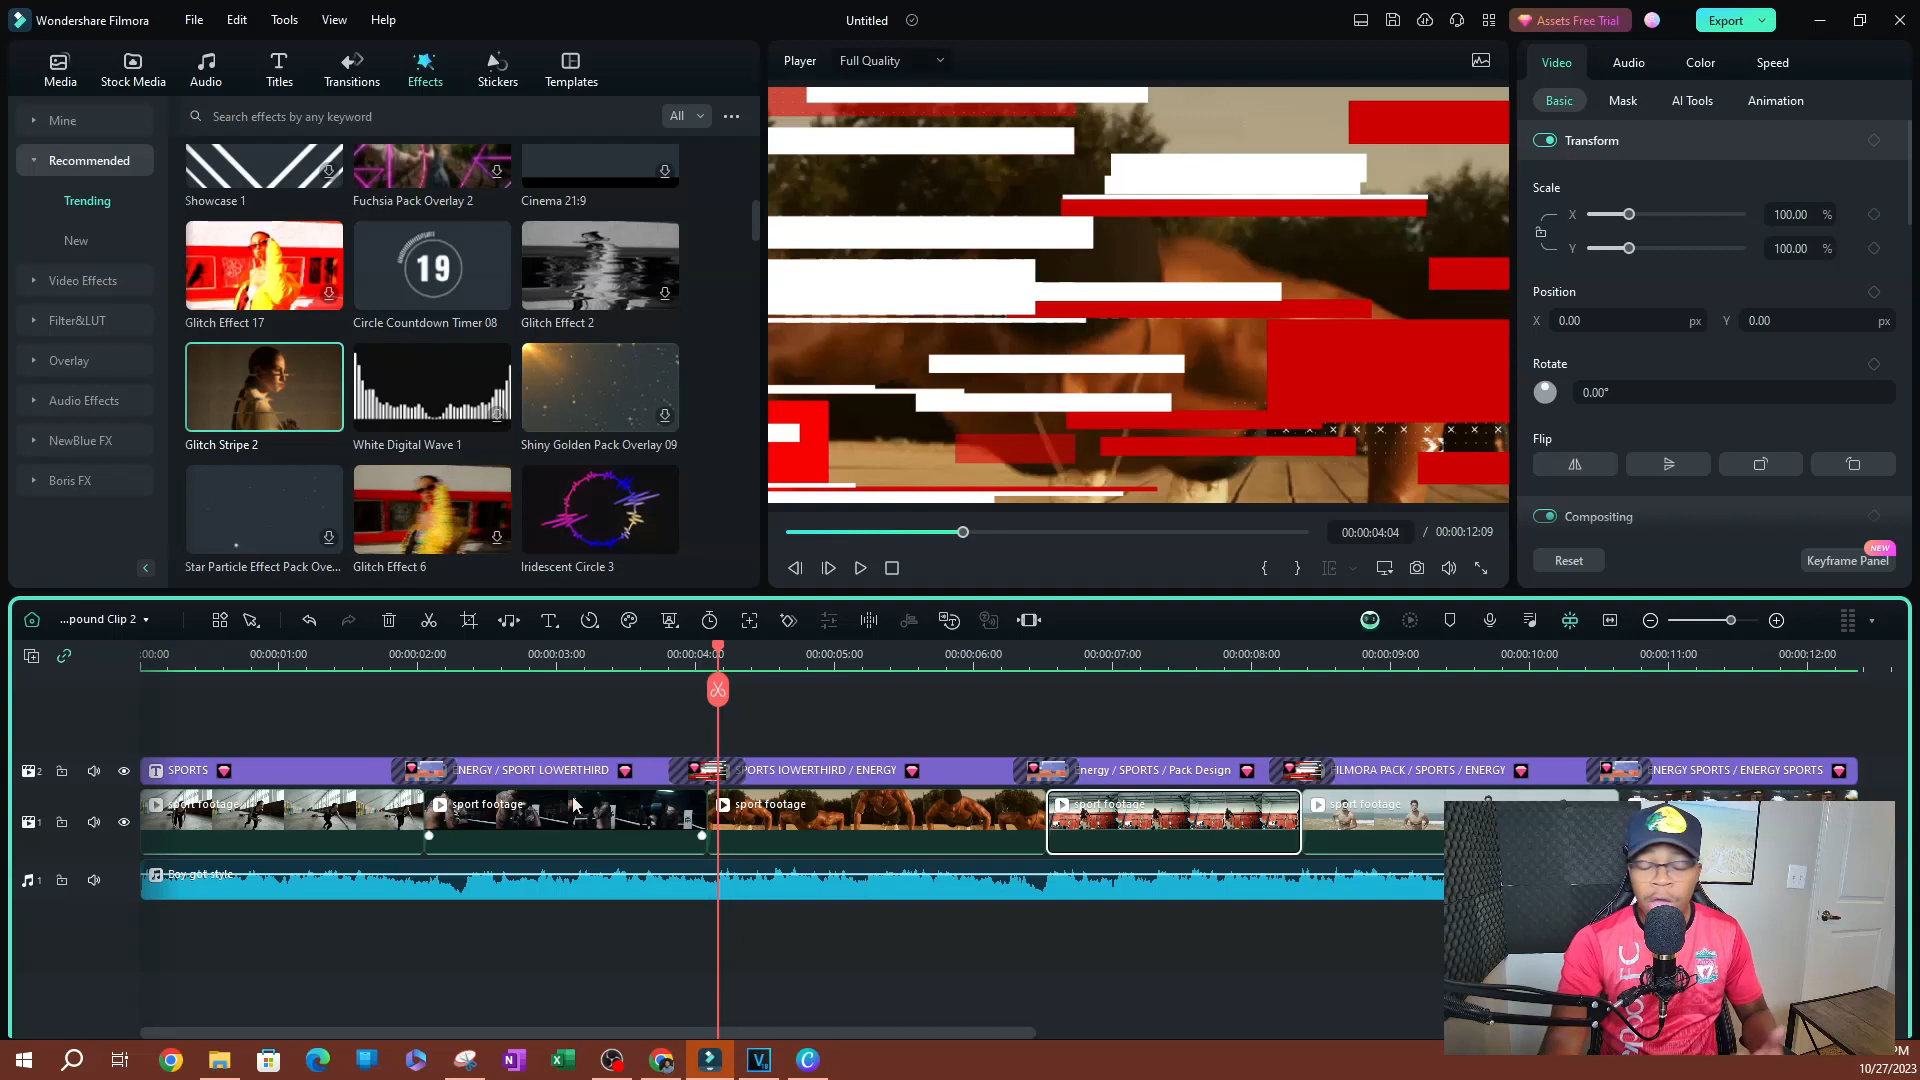 Wondershare Filmora
File
Edit
Tools
View
Help
Untitled
Assets Free Trial
Export
Media
Stock Media
Audio
Titles
Transitions
Effects
Stickers
Templates
Player
Full Quality
Video
Audio
Color
Speed
Basic
Mask
AI Tools
Animation
Mine
Recommended
Trending
New
Video Effects
Filter&LUT
Overlay
Audio Effects
NewBlue FX
Boris FX
Search effects by any keyword
All
Showcase 1
Fuchsia Pack Overlay 2
Cinema 21:9
19
Glitch Effect 17
Circle Countdown Timer 08
Glitch Effect 2
Glitch Stripe 2
White Digital Wave 1
Shiny Golden Pack Overlay 09
Star Particle Effect Pack Ove...
Glitch Effect 6
Iridescent Circle 3
00:00:04:04 / 00:00:12:09
Transform
Scale
X 100.00 %
Y 100.00 %
Position
X 0.00 px Y 0.00 px
Rotate
0.00°
Flip
Compositing
NEW
Reset
Keyframe Panel
...pound Clip 2
:00:00
00:00:01:00
00:00:02:00
00:00:03:00
00:00:04:00
00:00:05:00
00:00:06:00
00:00:07:00
00:00:08:00
00:00:09:00
00:00:10:00
00:00:11:00
00:00:12:00
2
SPORTS
ENERGY / SPORT LOWERTHIRD
SPORTS lOWERTHIRD / ENERGY
Energy / SPORTS / Pack Design
FILMORA PACK / SPORTS / ENERGY
ENERGY SPORTS / ENERGY SPORTS
1
sport footage
sport footage
sport footage
sport footage
sport footage
1
Boy got style
PM
10/27/2023